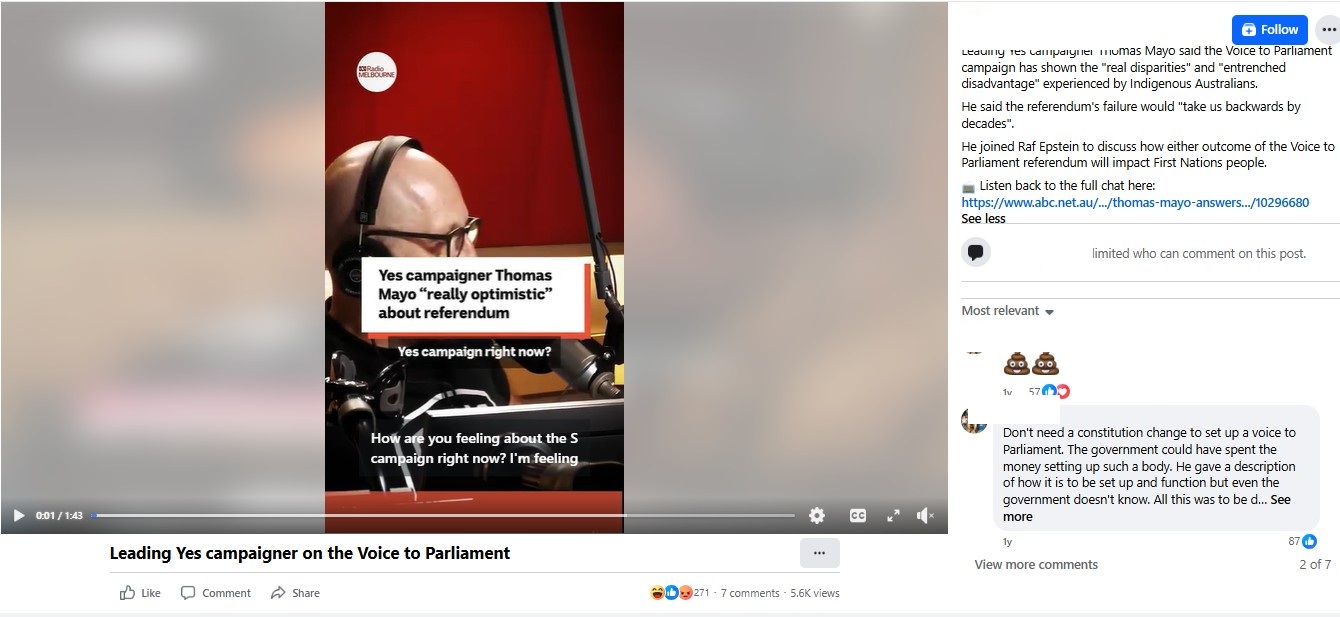 ABC Radio
MELBOURNE
Yes campaigner Thomas
Mayo “really optimistic”
about referendum
Yes campaign right now?
How are you feeling about the S
campaign right now? I'm feeling
0:01 / 1:43
CC
Leading Yes campaigner on the Voice to Parliament
Like
Comment
Share
271 · 7 comments · 5.6K views
Follow
Leading Yes campaigner Thomas Mayo said the Voice to Parliament
campaign has shown the "real disparities" and "entrenched
disadvantage" experienced by Indigenous Australians.
He said the referendum's failure would "take us backwards by
decades".
He joined Raf Epstein to discuss how either outcome of the Voice to
Parliament referendum will impact First Nations people.
Listen back to the full chat here:
https://www.abc.net.au/.../thomas-mayo-answers.../10296680
See less
limited who can comment on this post.
Most relevant
💩💩
1y 57
Don't need a constitution change to set up a voice to
Parliament. The government could have spent the
money setting up such a body. He gave a description
of how it is to be set up and function but even the
government doesn't know. All this was to be d... See
more
1y 87
View more comments 2 of 7